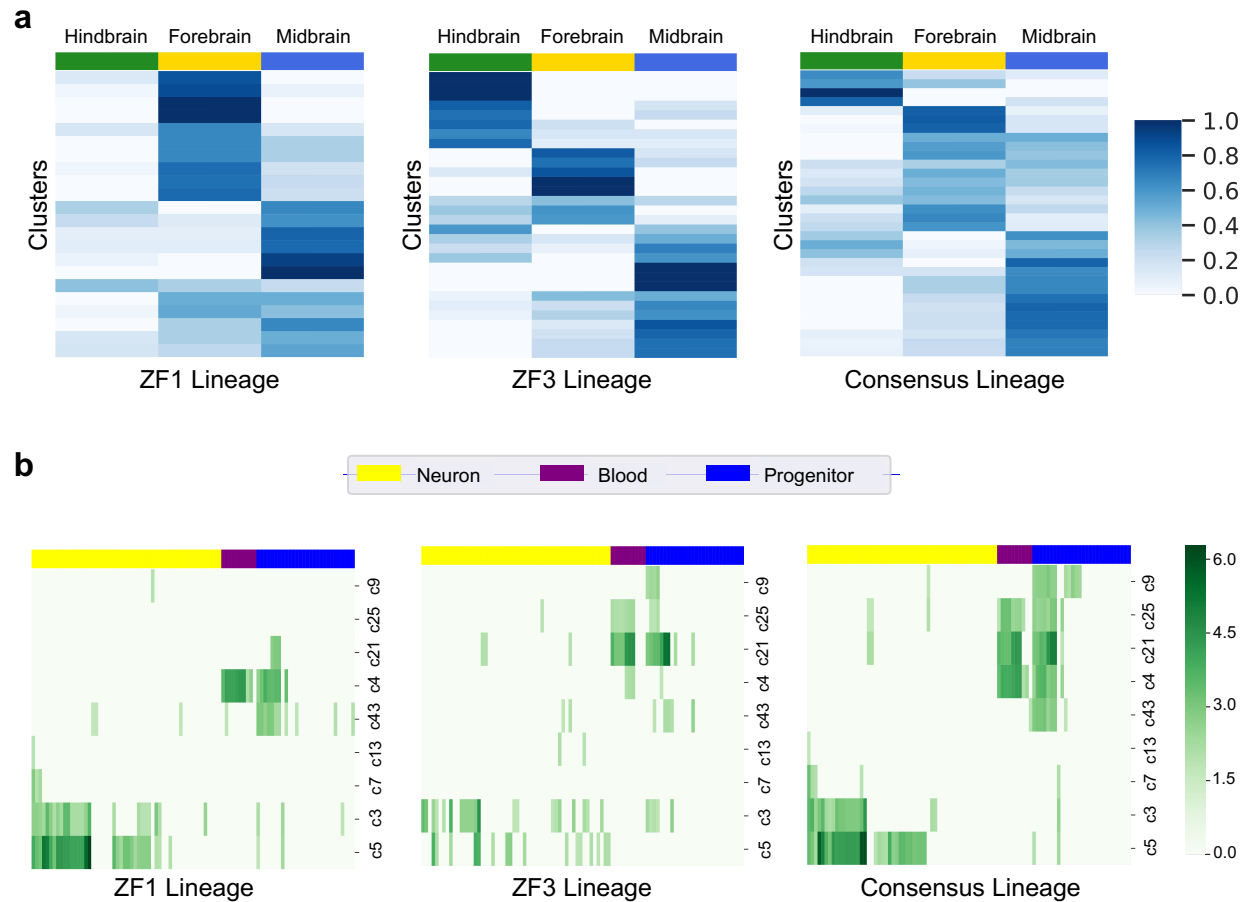 a
Hindbrain Forebrain Midbrain
Hindbrain Forebrain Midbrain
Hindbrain Forebrain Midbrain
Clusters
Clusters
Clusters
1.0
0.8
0.6
0.4
0.2
0.0
ZF1 Lineage
ZF3 Lineage
Consensus Lineage
b
Neuron Blood Progenitor
c9
c25
c21
c4
c43
c13
c7
c3
c5
c9
c25
c21
c4
c43
c13
c7
c3
c5
c9
c25
c21
c4
c43
c13
c7
c3
c5
6.0
4.5
3.0
1.5
0.0
ZF1 Lineage
ZF3 Lineage
Consensus Lineage